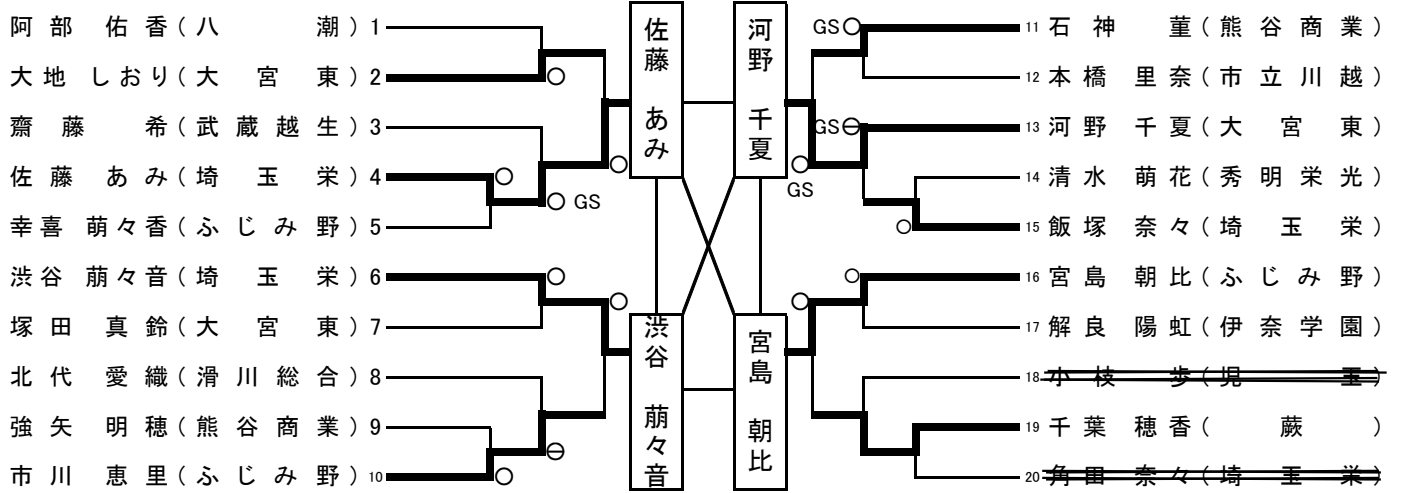 阿部 佑香(八 潮)1
大地 しおり(大 宮 東)2
齋藤 希(武蔵越生)3
佐藤 あみ(埼 玉 栄)4
幸喜 萌々香(ふじみ野)5
渋谷 萠々音(埼 玉 栄)6
塚田 真鈴(大 宮 東)7
北代 愛織(滑川総合)8
強矢 明穂(熊谷商業)9
市川 恵里(ふじみ野)10
○
○
○ GS
○
○
○
⊖
○
佐藤 あみ
渋谷 萠々音
河野 千夏
宮島 朝比
GS○
GS⊖
○
GS
○
○
○
11 石神 菫(熊谷商業)
12 本橋 里奈(市立川越)
13 河野 千夏(大 宮 東)
14 清水 萌花(秀明栄光)
15 飯塚 奈々(埼 玉 栄)
16 宮島 朝比(ふじみ野)
17 解良 陽虹(伊奈学園)
18 小枝 歩(児 玉)
19 千葉 穂香( 蕨 )
20 角田 奈々(埼 玉 栄)